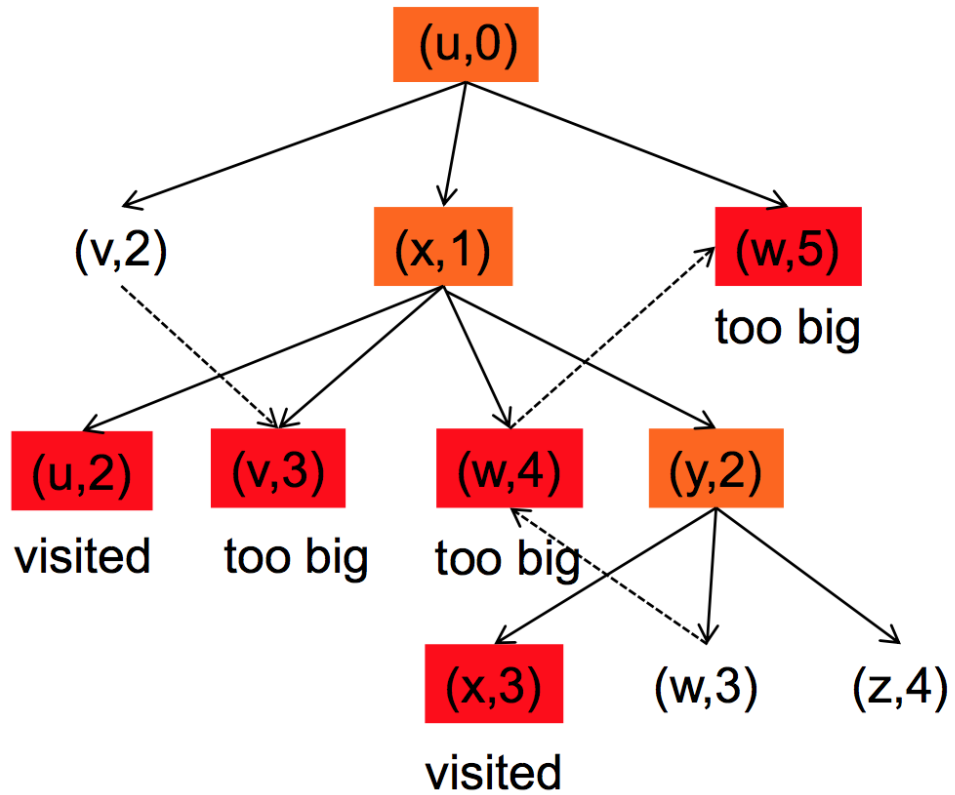 (u,0)
(v,2) (x,1) (w,5)
too big
(u,2) (v,3) (w,4) (y,2)
visited too big too big
(x,3) (w,3) (z,4)
visited